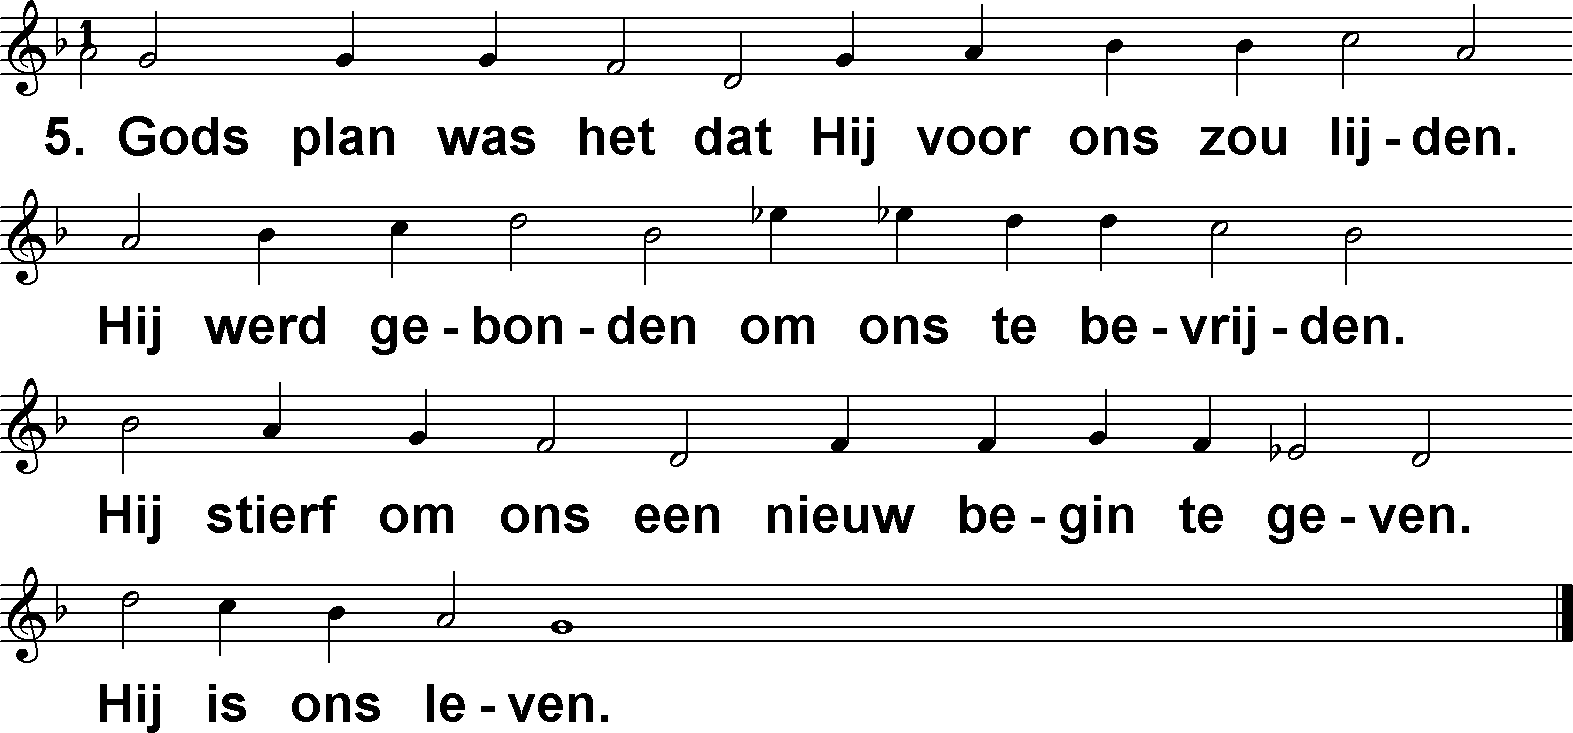 1
5. Gods plan was het dat Hij voor ons zou lij - den.
Hij werd ge - bon - den om ons te be - vrij - den.
Hij stierf om ons een nieuw be - gin te ge - ven.
Hij is ons le - ven.